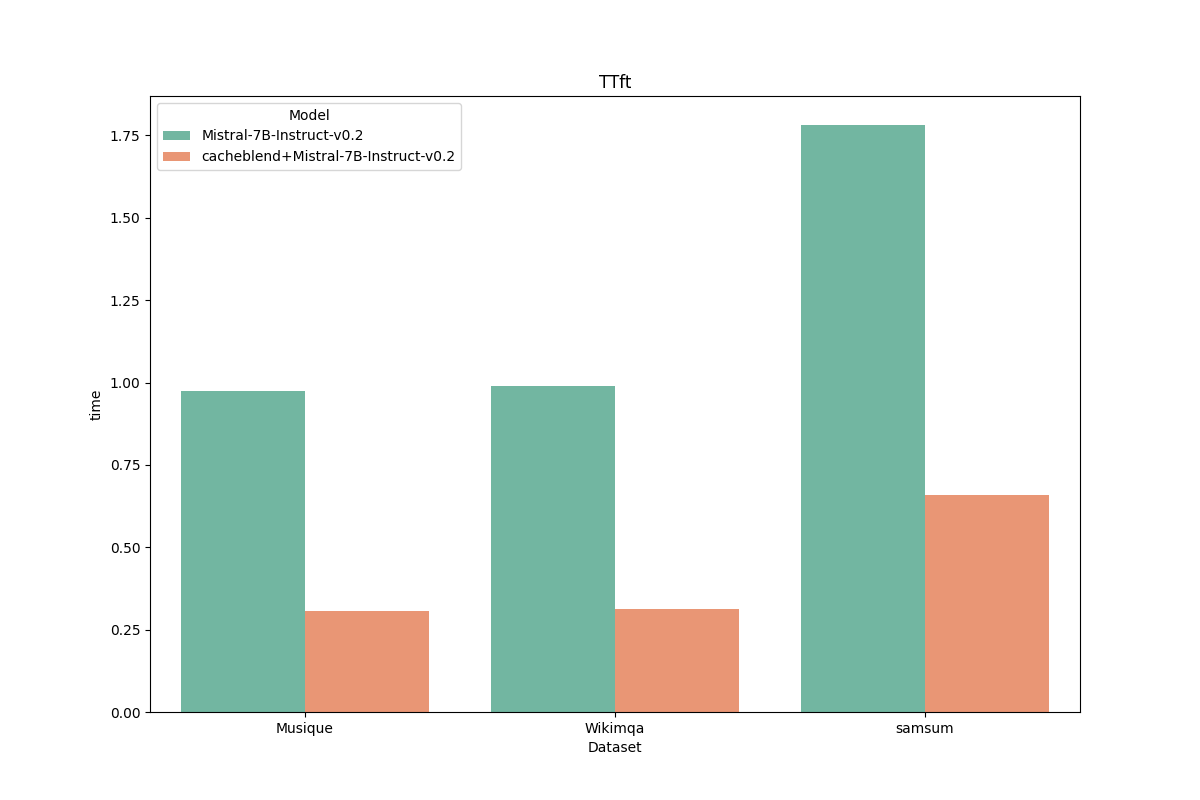 TTft
Model
Mistral-7B-Instruct-v0.2
cacheblend+Mistral-7B-Instruct-v0.2
1.75
1.50
1.25
1.00
0.75
0.50
0.25
0.00
time
Musique Wikimqa samsum
Dataset